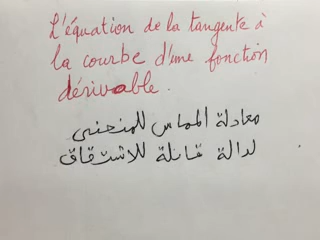 L'équation de la tangente à
la courbe d'une fonction
dérivable.
معادلة المماس للمنحنى
لدالة قابلة للاشتقاق